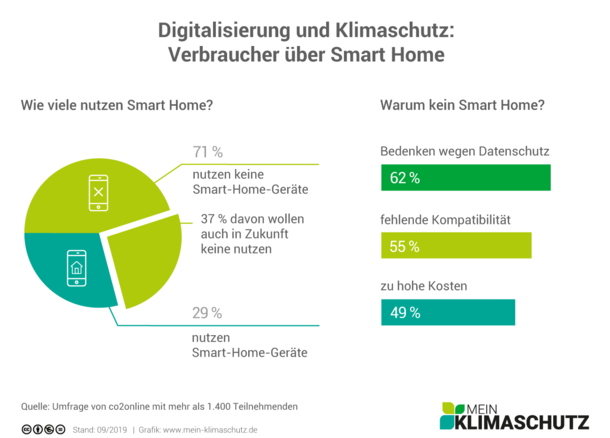 Digitalisierung und Klimaschutz:
Verbraucher über Smart Home
Wie viele nutzen Smart Home?
71 %
nutzen keine
Smart-Home-Geräte
37 % davon wollen
auch in Zukunft
keine nutzen
29 %
nutzen
Smart-Home-Geräte
Warum kein Smart Home?
Bedenken wegen Datenschutz
62 %
fehlende Kompatibilität
55 %
zu hohe Kosten
49 %
Quelle: Umfrage von co2online mit mehr als 1.400 Teilnehmenden
Stand: 09/2019 | Grafik: www.mein-klimaschutz.de
MEIN
KLIMASCHUTZ